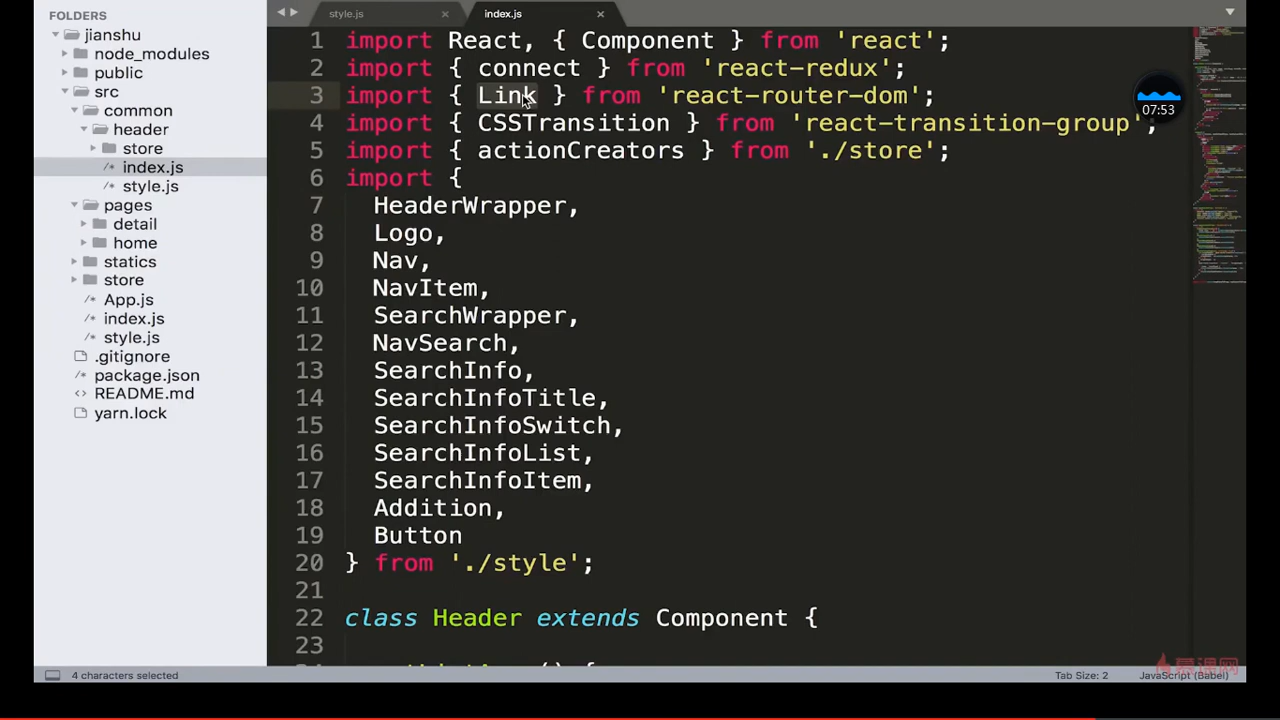 FOLDERS
jianshu
node_modules
public
src
common
header
store
index.js
style.js
pages
detail
home
statics
store
App.js
index.js
style.js
.gitignore
package.json
README.md
yarn.lock
style.js
index.js
1 import React, { Component } from 'react';
2 import { connect } from 'react-redux';
3 import { Link } from 'react-router-dom';
4 import { CSSTransition } from 'react-transition-group';
5 import { actionCreators } from './store';
6 import {
7 HeaderWrapper,
8 Logo,
9 Nav,
10 NavItem,
11 SearchWrapper,
12 NavSearch,
13 SearchInfo,
14 SearchInfoTitle,
15 SearchInfoSwitch,
16 SearchInfoList,
17 SearchInfoItem,
18 Addition,
19 Button
20 } from './style';
21
22 class Header extends Component {
23
07:53
4 characters selected
Tab Size: 2
JavaScript (Babel)
慕课网